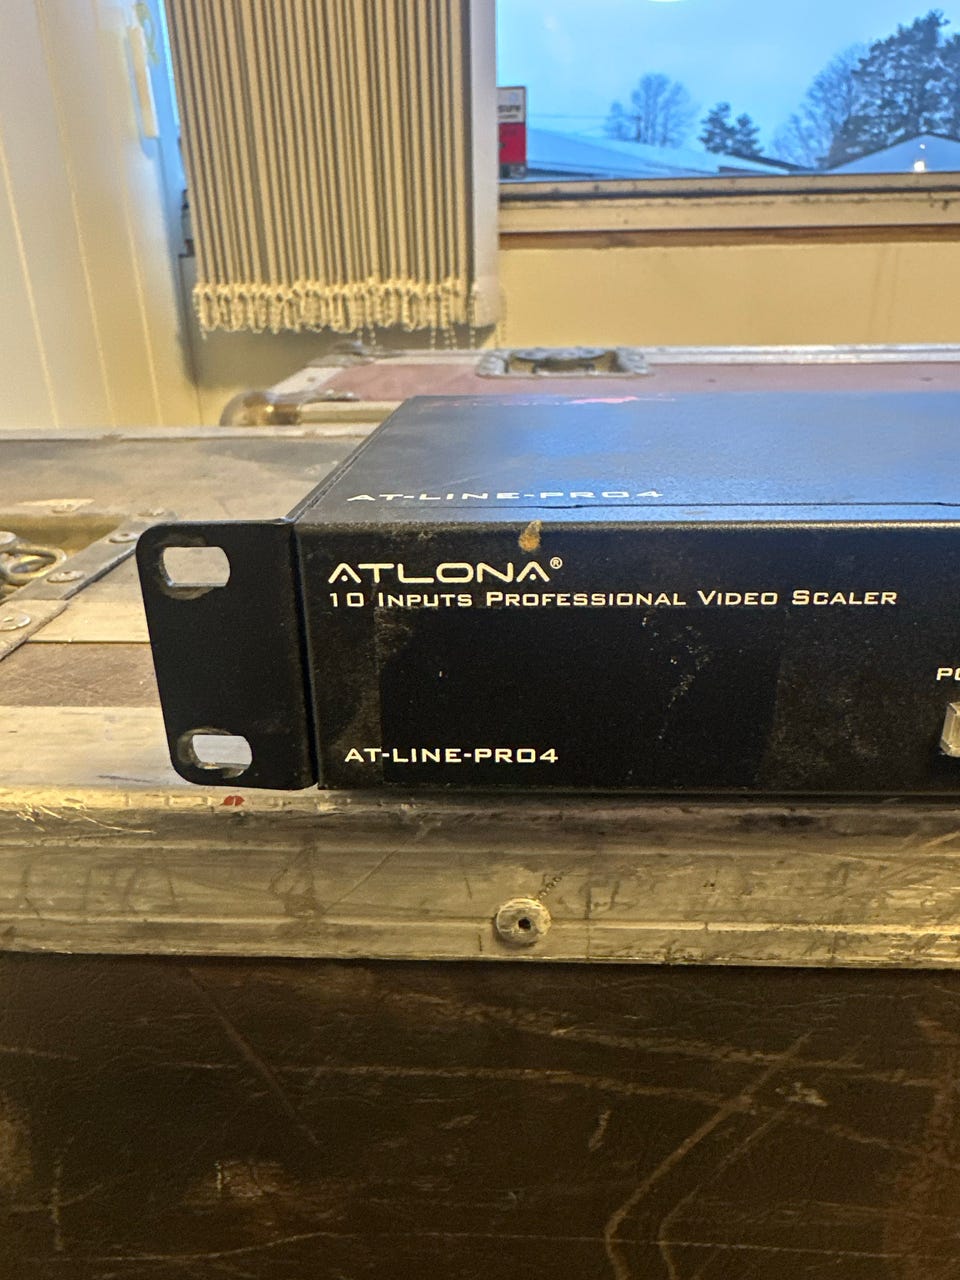 AT-LINE-PRO4
ATLONA®
10 INPUTS PROFESSIONAL VIDEO SCALER
AT-LINE-PRO4